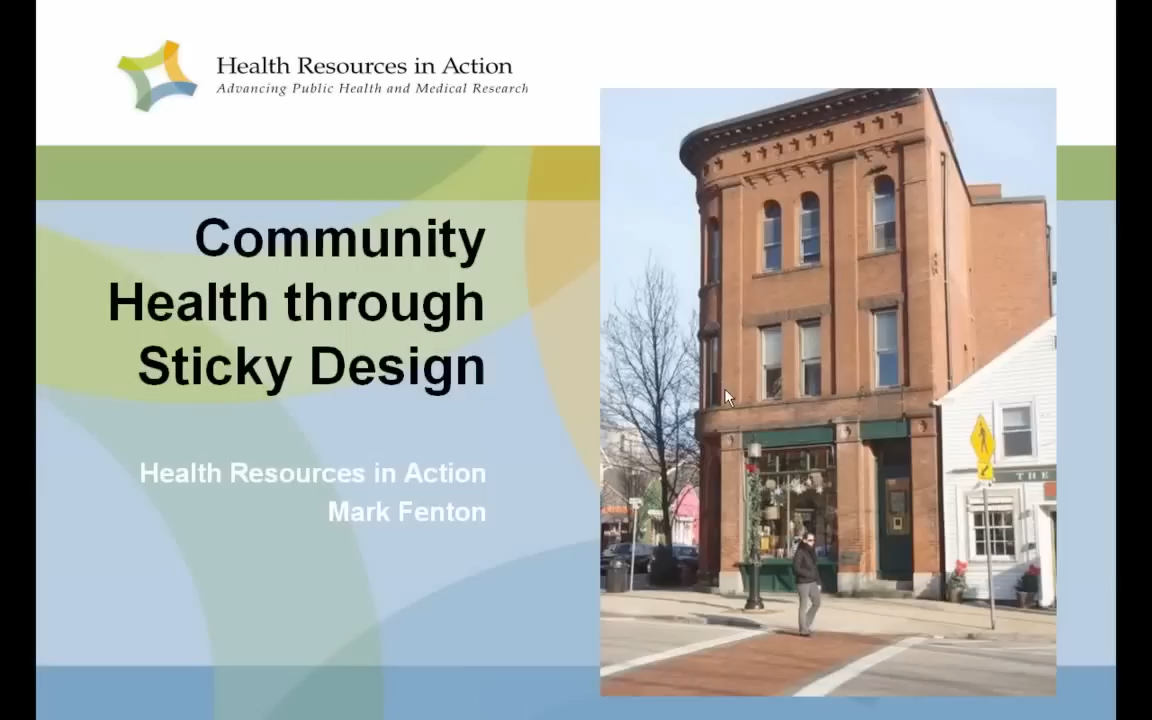 Health Resources in Action
Advancing Public Health and Medical Research
Community
Health through
Sticky Design
Health Resources in Action
Mark Fenton
THE